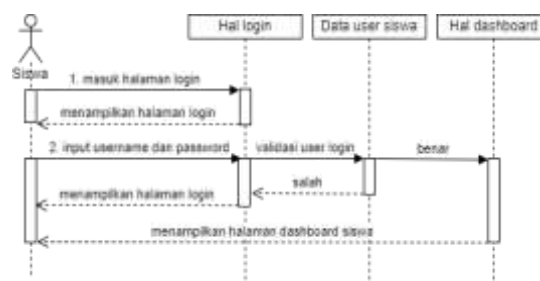 Hal login
Data user siswa
Hal dashboard
Siswa
1. masuk halaman login
menampilkan halaman login
2. input username dan password
validasi user login
benar
salah
menampilkan halaman login
menampilkan halaman dashboard siswa